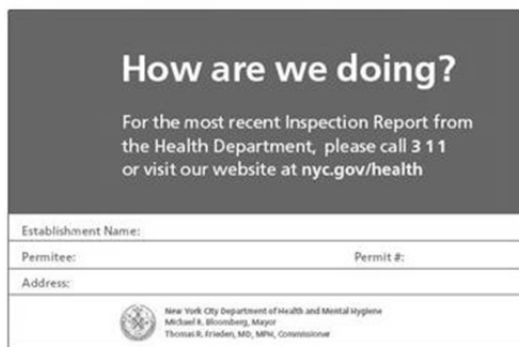 How are we doing?
For the most recent Inspection Report from
the Health Department, please call 3 1 1
or visit our website at nyc.gov/health
Establishment Name:
Permitee:
Permit #:
Address:
New York City Department of Health and Mental Hygiene
Michael R. Bloomberg, Mayor
Thomas R. Frieden, MD, MPH, Commissioner